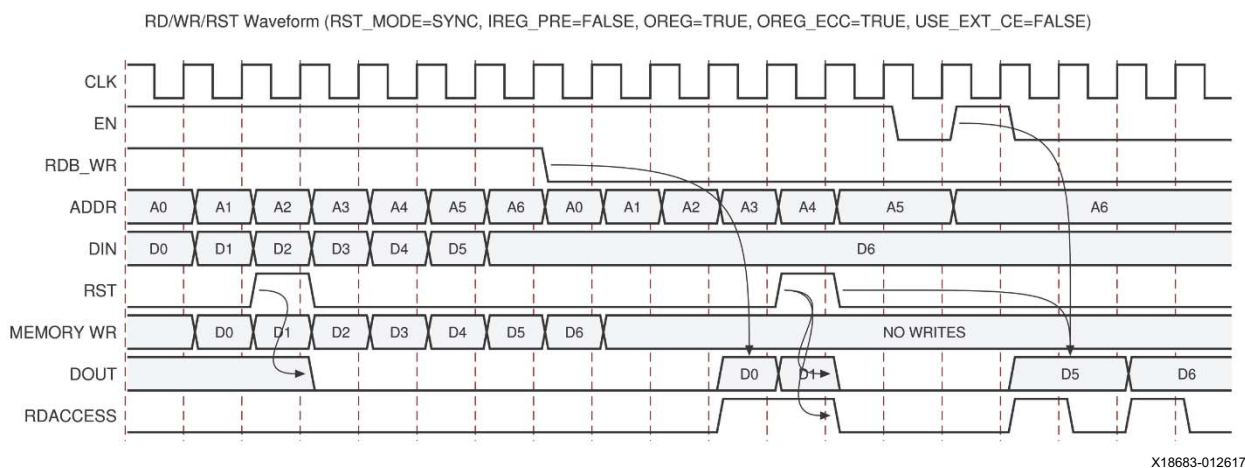 RD/WR/RST Waveform (RST_MODE=SYNC, IREG_PRE=FALSE, OREG=TRUE, OREG_ECC=TRUE, USE_EXT_CE=FALSE)
CLK
EN
RDB_WR
ADDR A0 A1 A2 A3 A4 A5 A6 A0 A1 A2 A3 A4 A5 A6
DIN D0 D1 D2 D3 D4 D5 D6
RST
MEMORY WR D0 D1 D2 D3 D4 D5 D6 NO WRITES
DOUT D0 D1 D5 D6
RDACCESS
X18683-012617